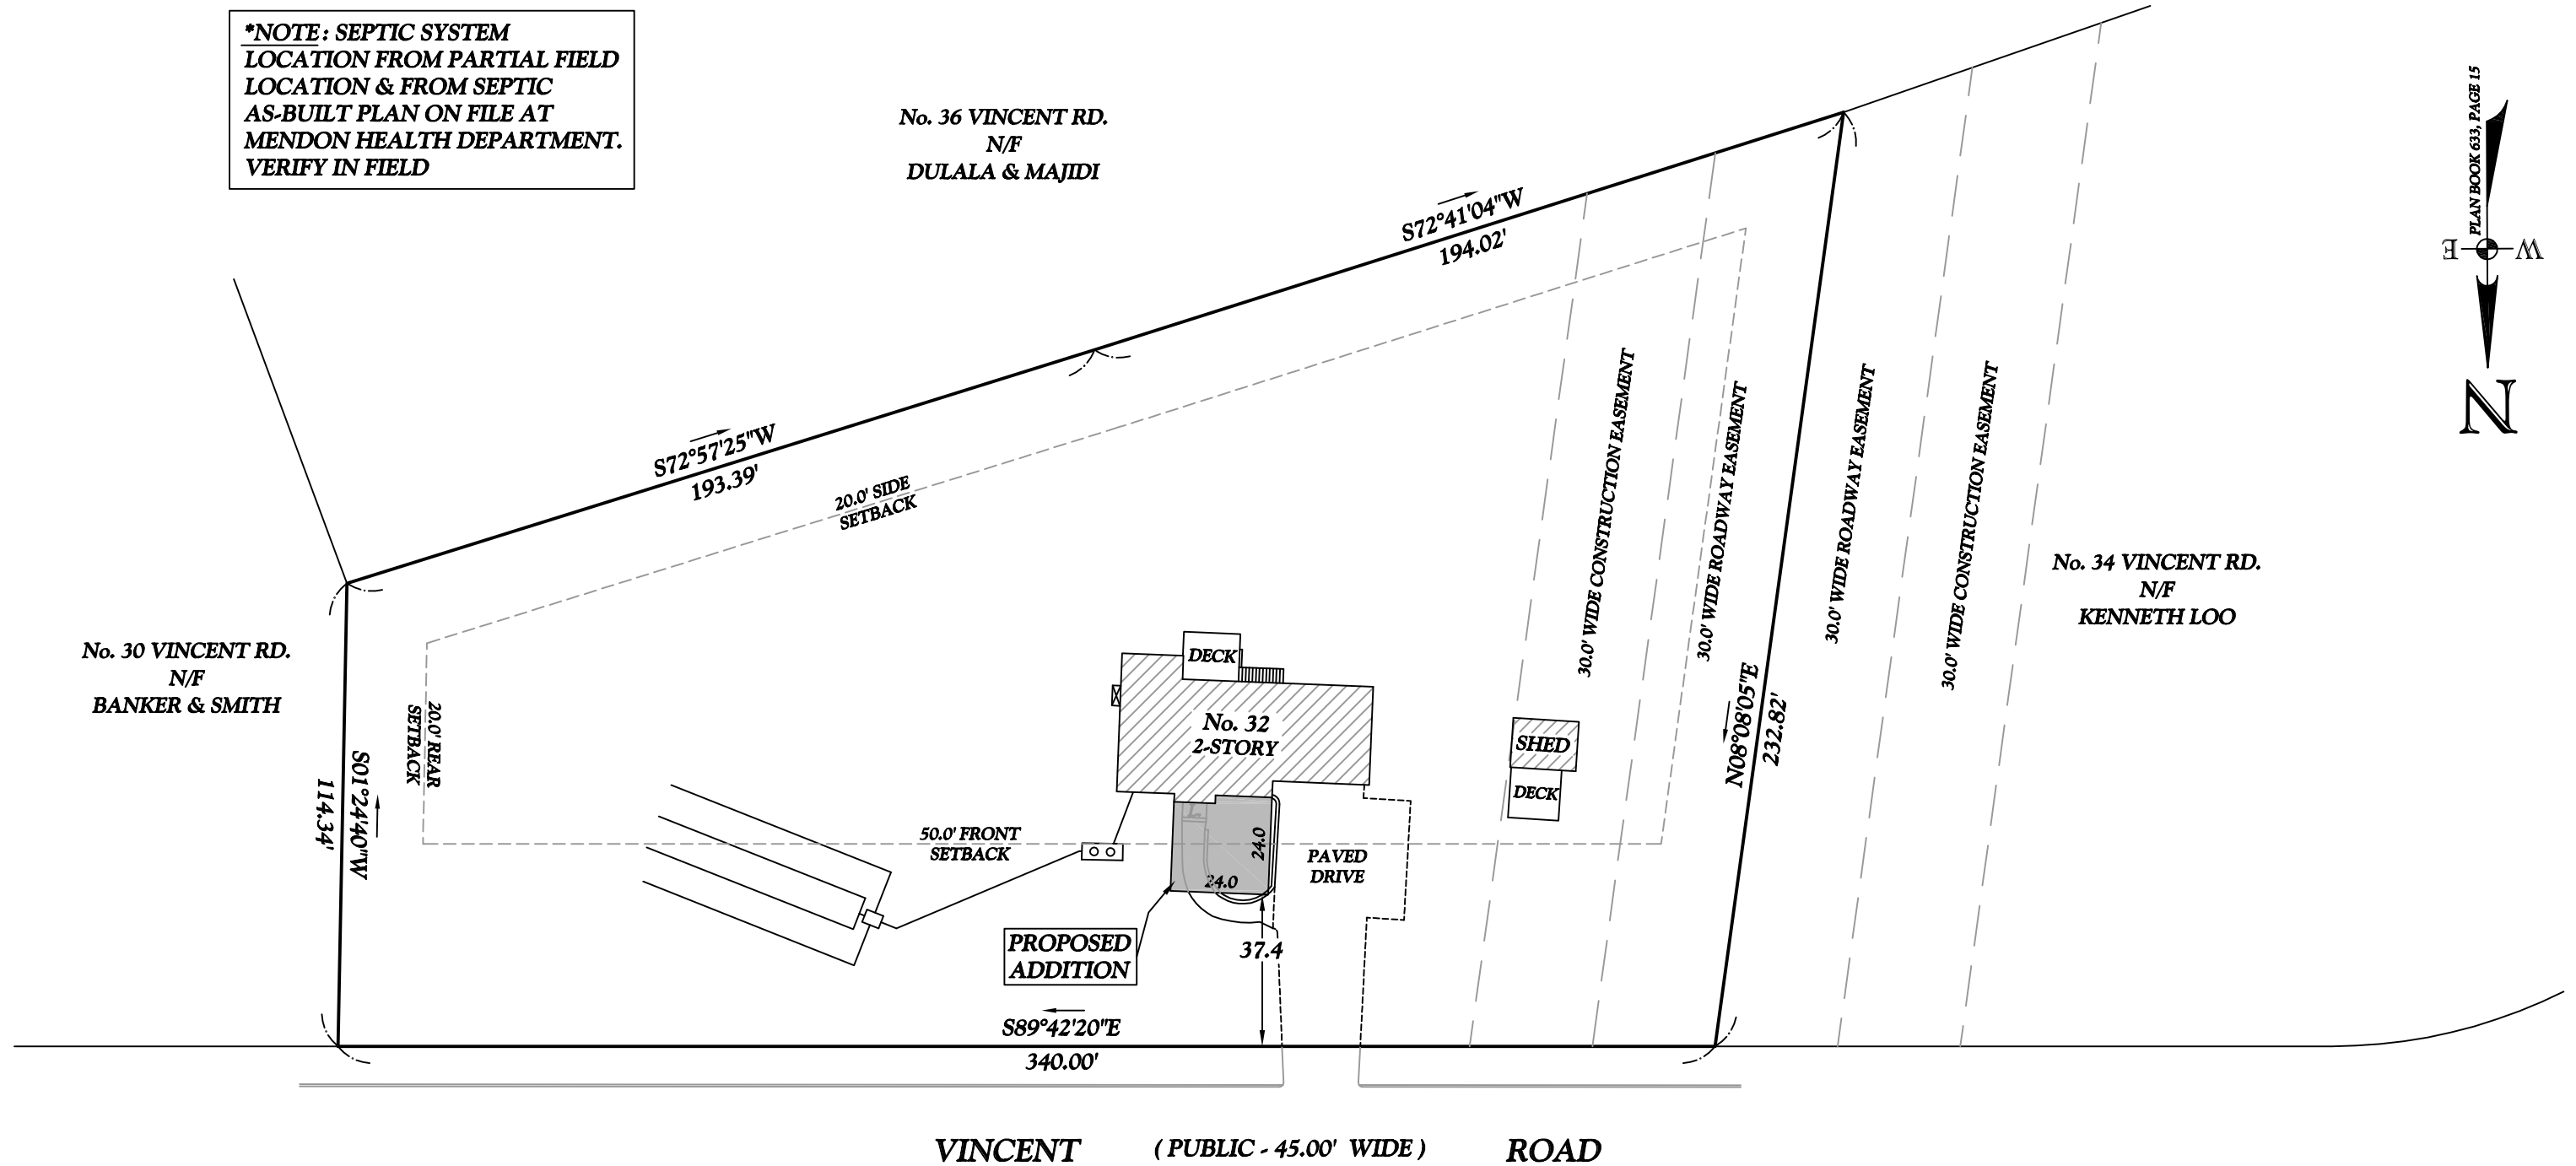 *NOTE: SEPTIC SYSTEM
LOCATION FROM PARTIAL FIELD
LOCATION & FROM SEPTIC
AS-BUILT PLAN ON FILE AT
MENDON HEALTH DEPARTMENT.
VERIFY IN FIELD
No. 36 VINCENT RD.
N/F
DULALA & MAJIDI
PLAN BOOK 633, PAGE 15
E
W
N
S72°41'04"W
194.02'
S72°57'25"W
193.39'
20.0' SIDE
SETBACK
30.0' WIDE CONSTRUCTION EASEMENT
30.0' WIDE ROADWAY EASEMENT
30.0' WIDE ROADWAY EASEMENT
30.0' WIDE CONSTRUCTION EASEMENT
No. 34 VINCENT RD.
N/F
KENNETH LOO
No. 30 VINCENT RD.
N/F
BANKER & SMITH
20.0' REAR
SETBACK
S01°24'40"W
114.34'
DECK
No. 32
2-STORY
SHED
DECK
N08°08'05"E
232.82'
50.0' FRONT
SETBACK
24.0
24.0
PAVED
DRIVE
PROPOSED
ADDITION
37.4
S89°42'20"E
340.00'
VINCENT ( PUBLIC - 45.00' WIDE ) ROAD